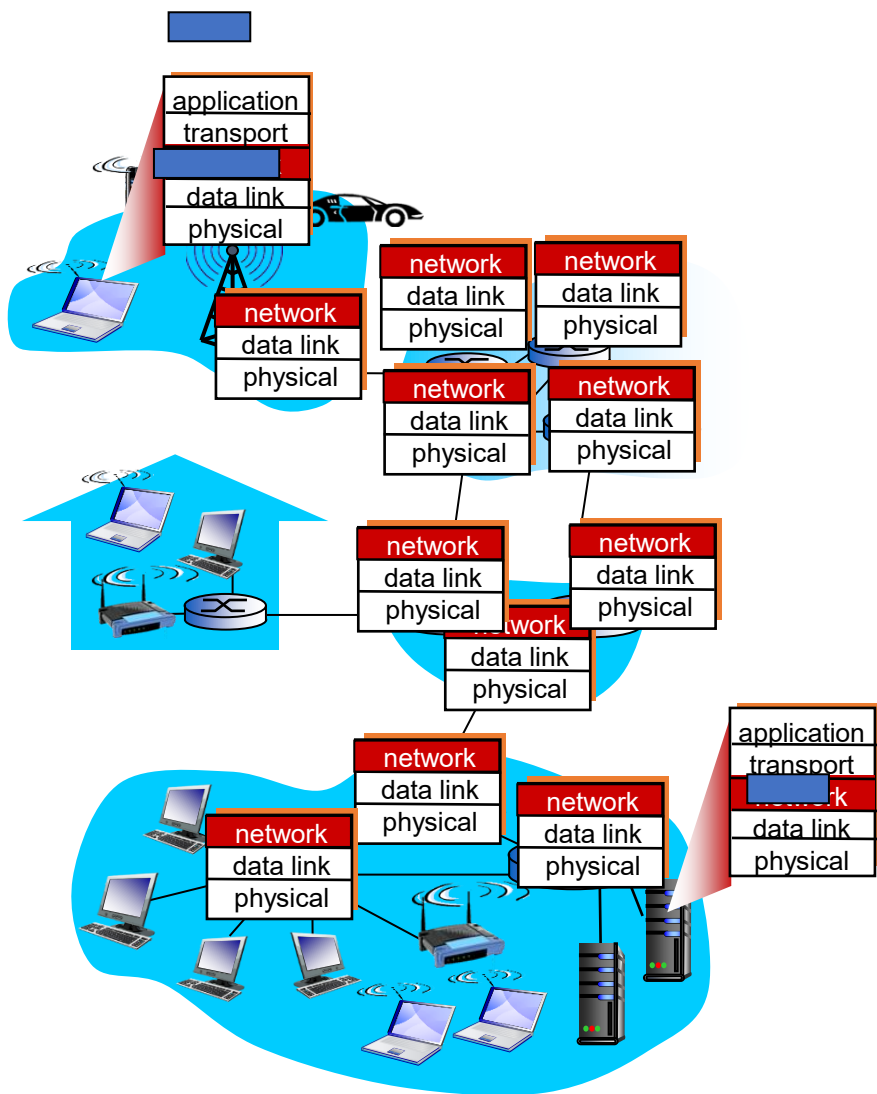 application
transport
data link
physical
network
data link
physical
network
data link
physical
network
data link
physical
network
data link
physical
network
data link
physical
network
data link
physical
network
data link
physical
network
data link
physical
application
transport
network
data link
physical
network
data link
physical
network
data link
physical
network
data link
physical